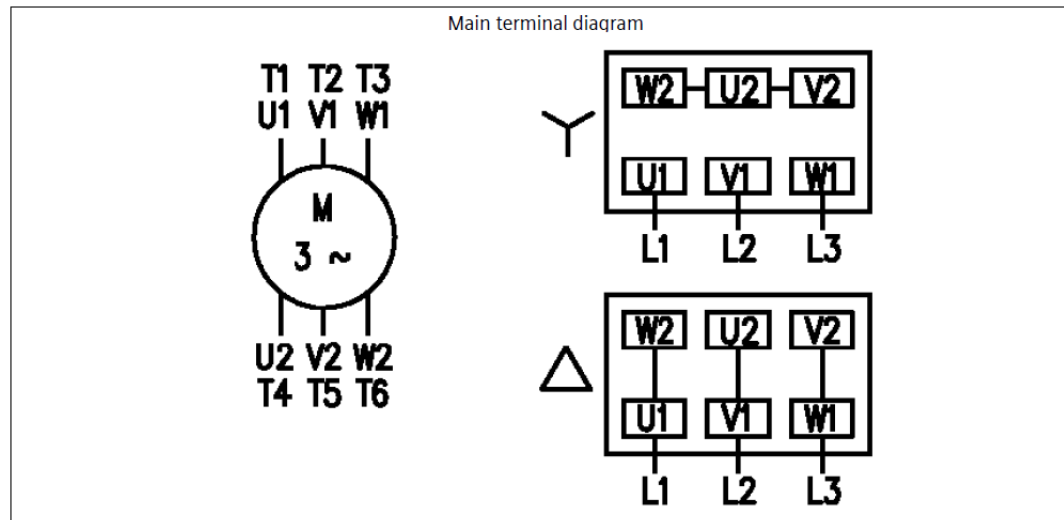 Main terminal diagram
T1 T2 T3
U1 V1 W1
M
3 ~
U2 V2 W2
T4 T5 T6
W2 U2 V2
U1 V1 W1
L1 L2 L3
W2 U2 V2
U1 V1 W1
L1 L2 L3